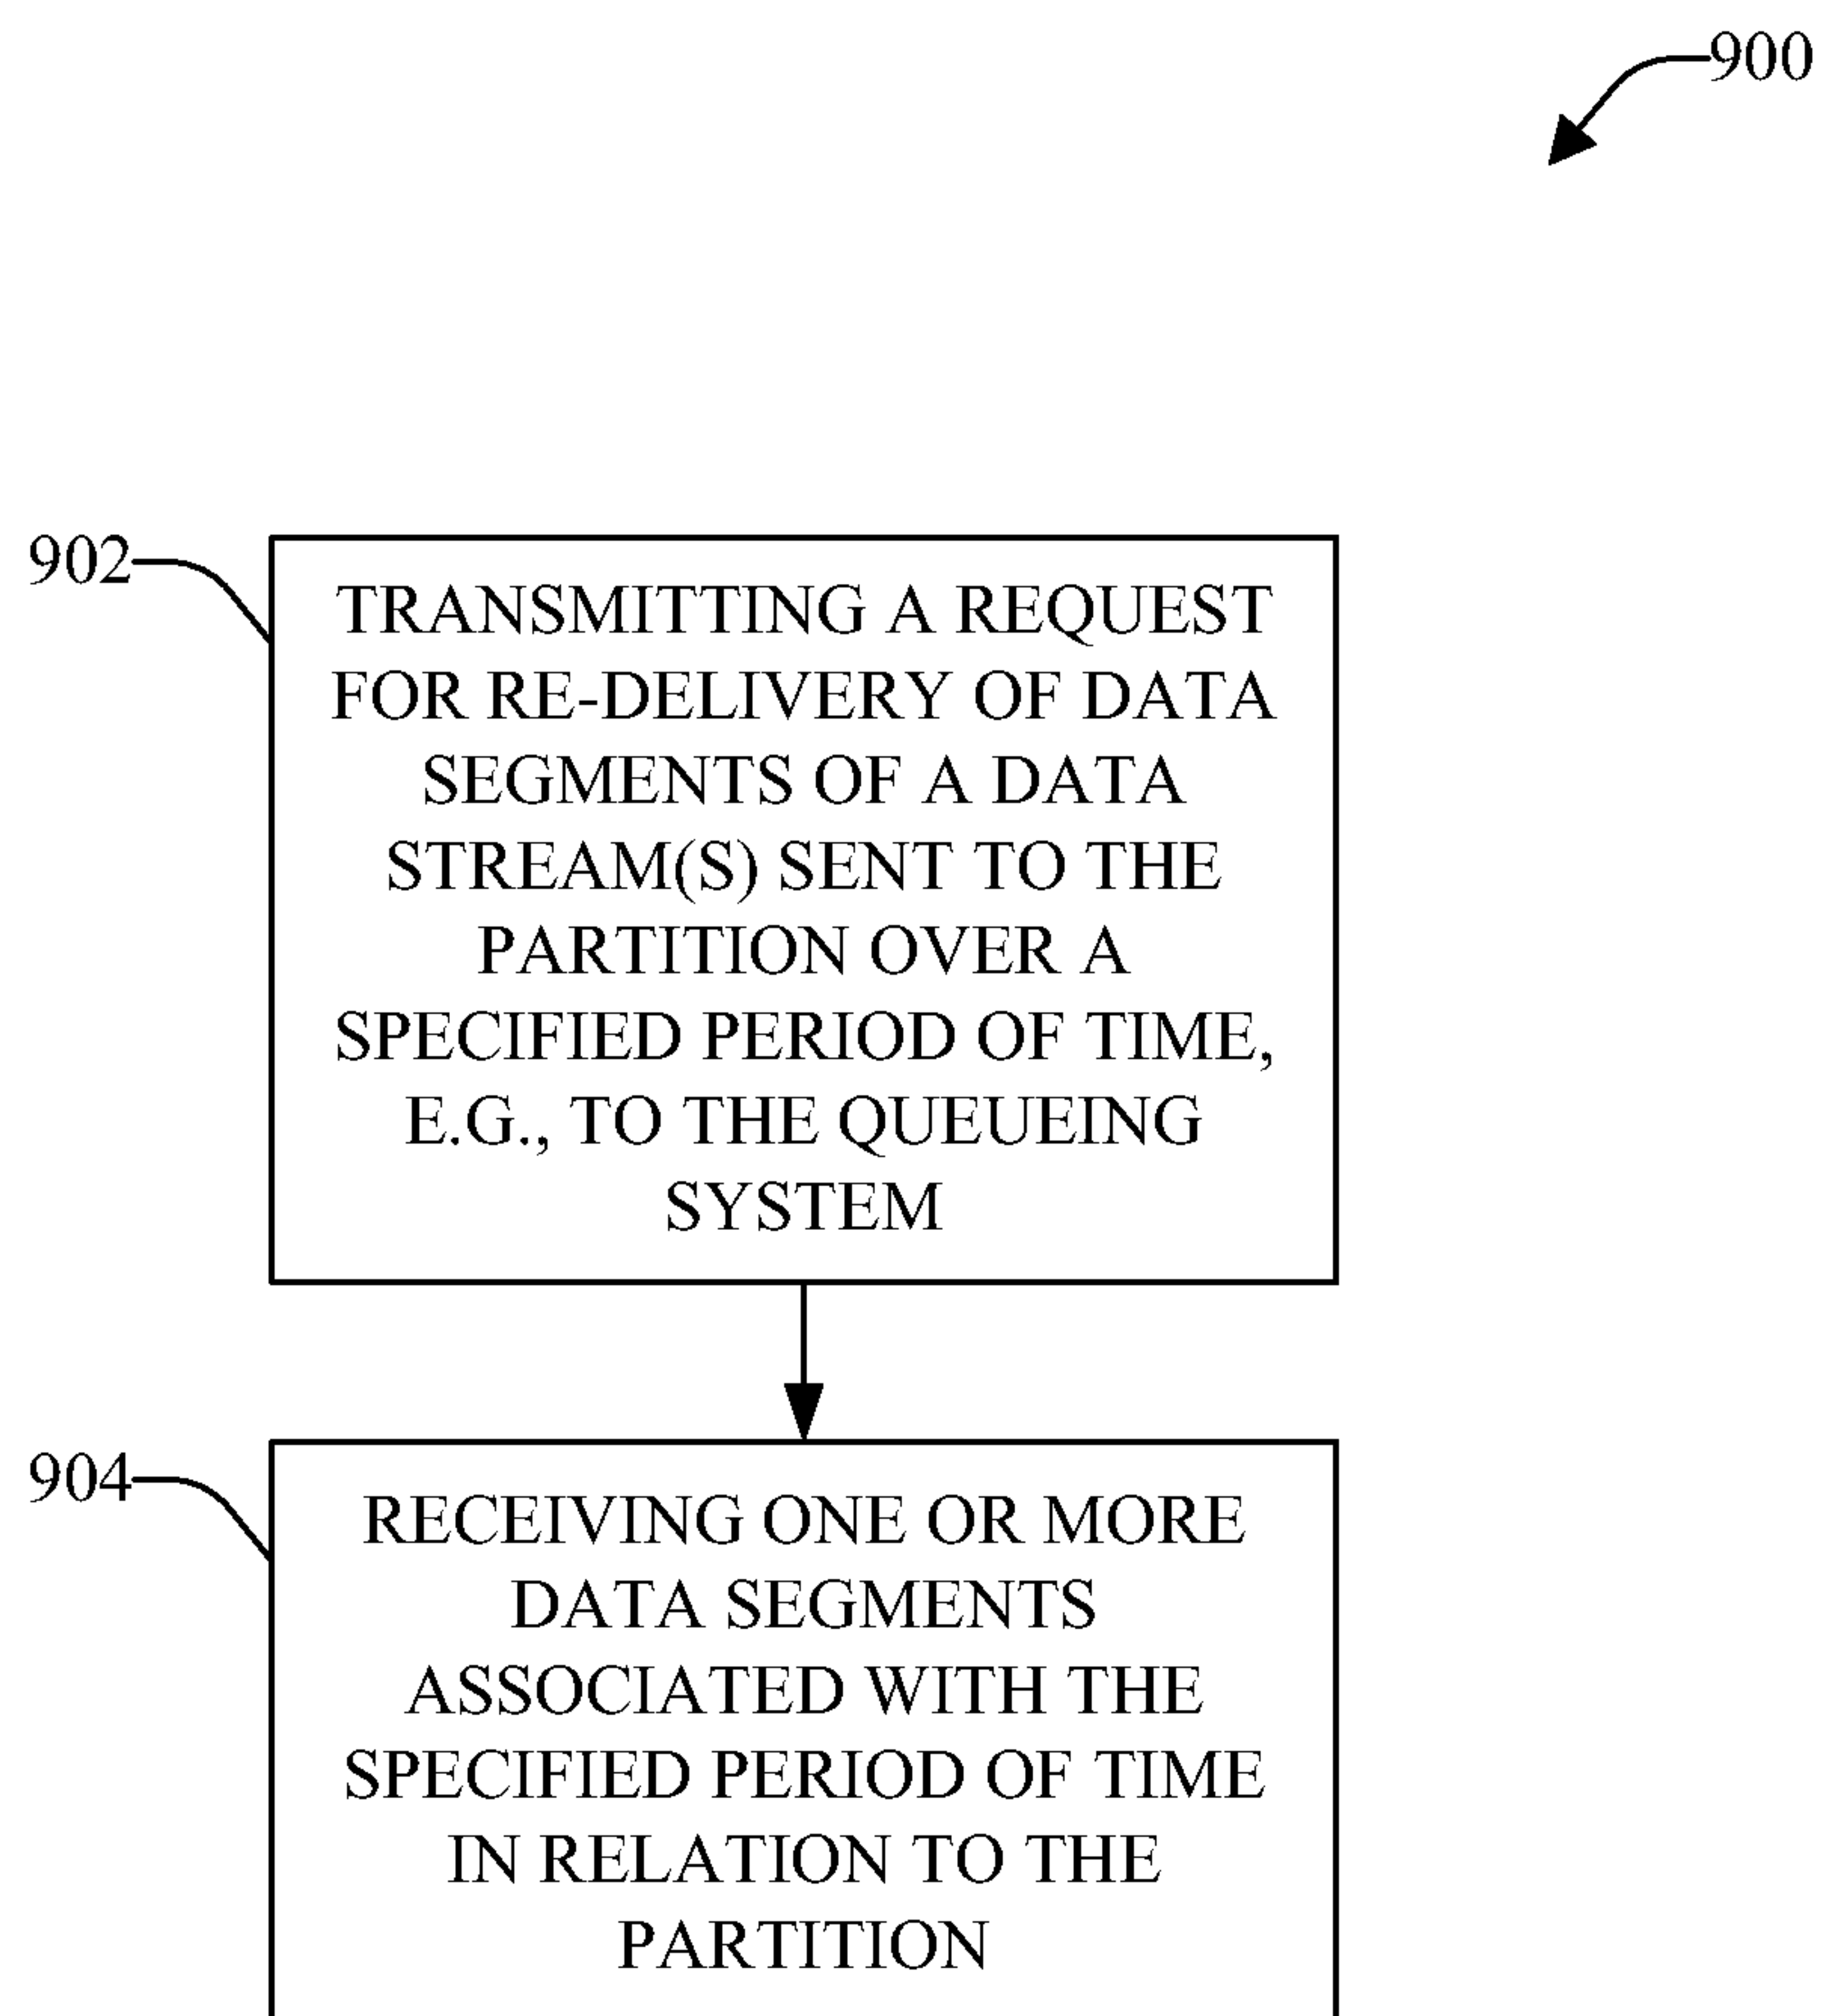 900
902
TRANSMITTING A REQUEST
FOR RE-DELIVERY OF DATA
SEGMENTS OF A DATA
STREAM(S) SENT TO THE
PARTITION OVER A
SPECIFIED PERIOD OF TIME,
E.G., TO THE QUEUEING
SYSTEM
904
RECEIVING ONE OR MORE
DATA SEGMENTS
ASSOCIATED WITH THE
SPECIFIED PERIOD OF TIME
IN RELATION TO THE
PARTITION